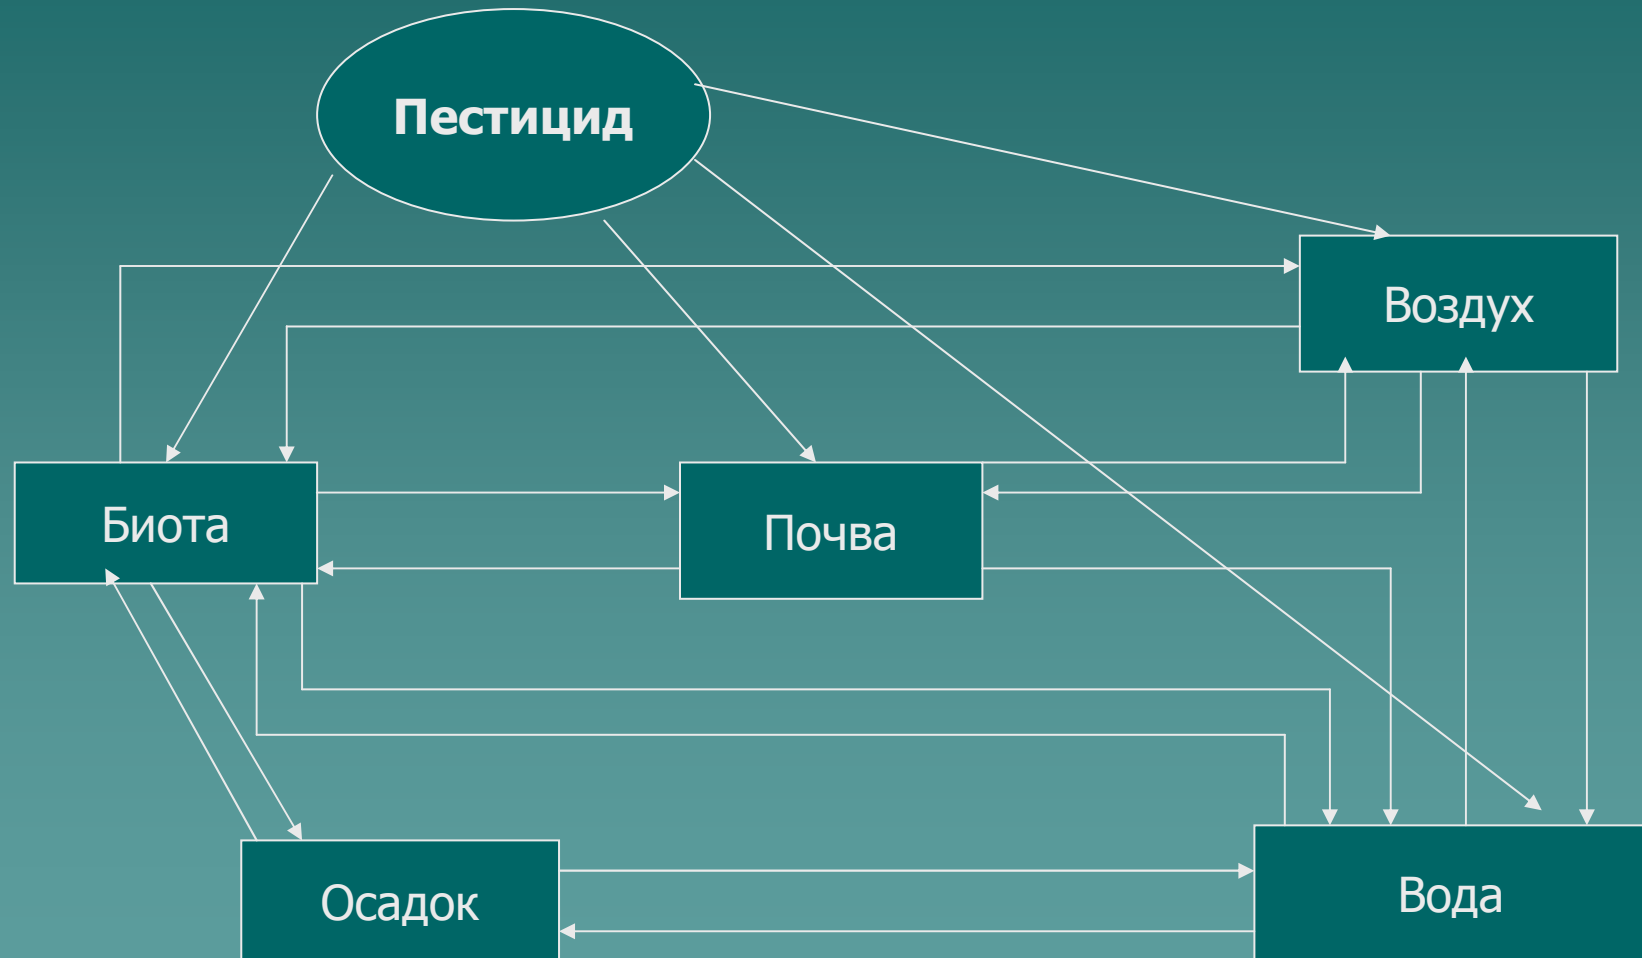 Пестицид
Воздух
Биота
Почва
Осадок
Вода